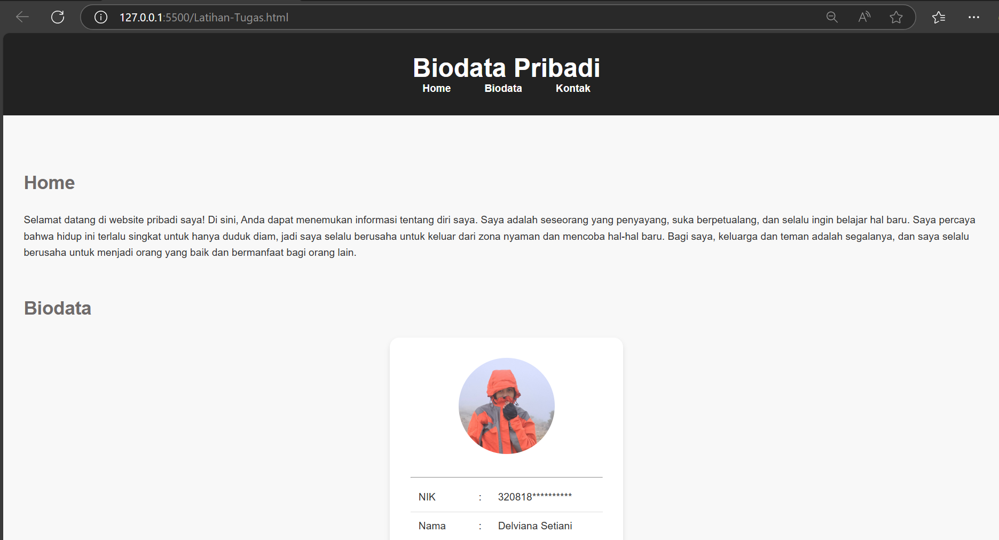 127.0.0.1:5500/Latihan-Tugas.html
Biodata Pribadi
Home Biodata Kontak
Home
Selamat datang di website pribadi saya! Di sini, Anda dapat menemukan informasi tentang diri saya. Saya adalah seseorang yang penyayang, suka berpetualang, dan selalu ingin belajar hal baru. Saya percaya
bahwa hidup ini terlalu singkat untuk hanya duduk diam, jadi saya selalu berusaha untuk keluar dari zona nyaman dan mencoba hal-hal baru. Bagi saya, keluarga dan teman adalah segalanya, dan saya selalu
berusaha untuk menjadi orang yang baik dan bermanfaat bagi orang lain.
Biodata
NIK : 320818**********
Nama : Delviana Setiani